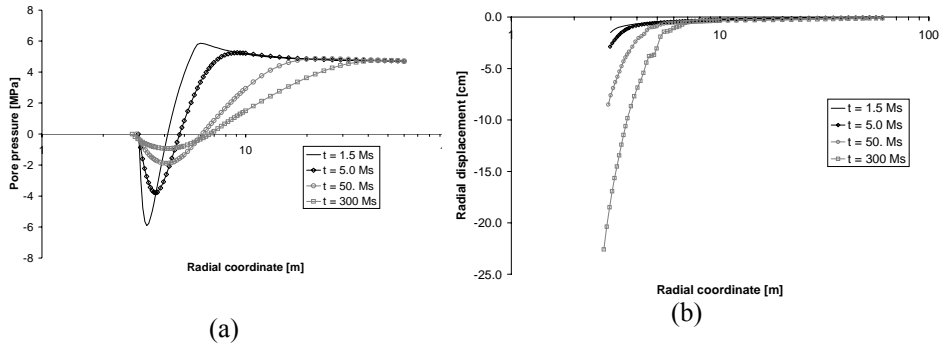 8
6
4
2
0
-2
-4
-6
-8
1
10
Pore pressure [MPa]
t = 1.5 Ms
t = 5.0 Ms
t = 50. Ms
t = 300 Ms
Radial coordinate [m]
(a)
0.0
-5.0
-10.0
-15.0
-20.0
-25.0
1
10
100
Radial displacement [cm]
t = 1.5 Ms
t = 5.0 Ms
t = 50. Ms
t = 300 Ms
Radial coordinate [m]
(b)